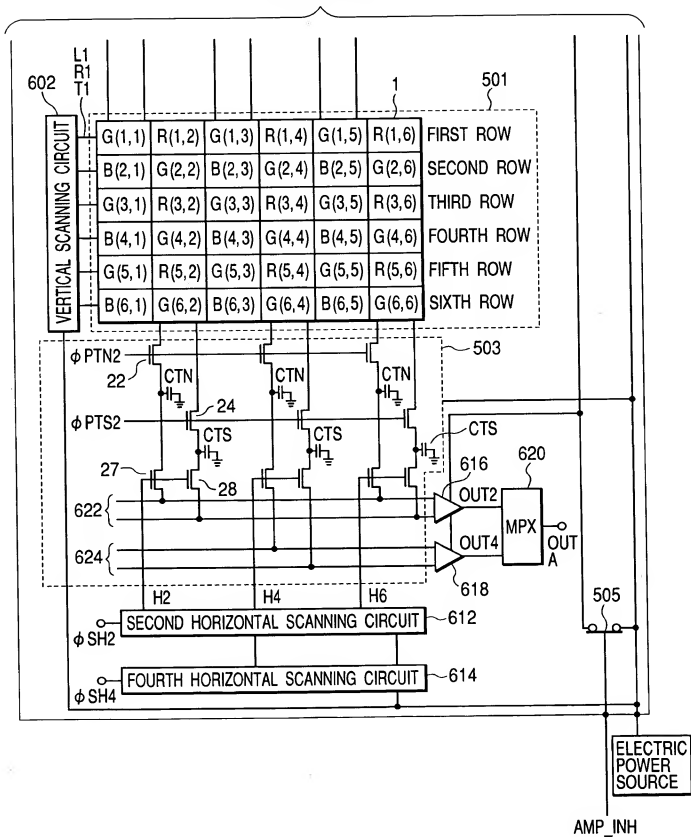 L1
R1
T1
602
1
501
VERTICAL SCANNING CIRCUIT
G(1,1) R(1,2) G(1,3) R(1,4) G(1,5) R(1,6) FIRST ROW
B(2,1) G(2,2) B(2,3) G(2,4) B(2,5) G(2,6) SECOND ROW
G(3,1) R(3,2) G(3,3) R(3,4) G(3,5) R(3,6) THIRD ROW
B(4,1) G(4,2) B(4,3) G(4,4) B(4,5) G(4,6) FOURTH ROW
G(5,1) R(5,2) G(5,3) R(5,4) G(5,5) R(5,6) FIFTH ROW
B(6,1) G(6,2) B(6,3) G(6,4) B(6,5) G(6,6) SIXTH ROW
ϕPTN2
503
22
CTN CTN CTN
24
ϕPTS2
CTS CTS CTS
27
28
616
620
622
OUT2
MPX
OUT
A
624
OUT4
618
505
H2 H4 H6
ϕSH2 SECOND HORIZONTAL SCANNING CIRCUIT 612
ϕSH4 FOURTH HORIZONTAL SCANNING CIRCUIT 614
ELECTRIC
POWER
SOURCE
AMP_INH